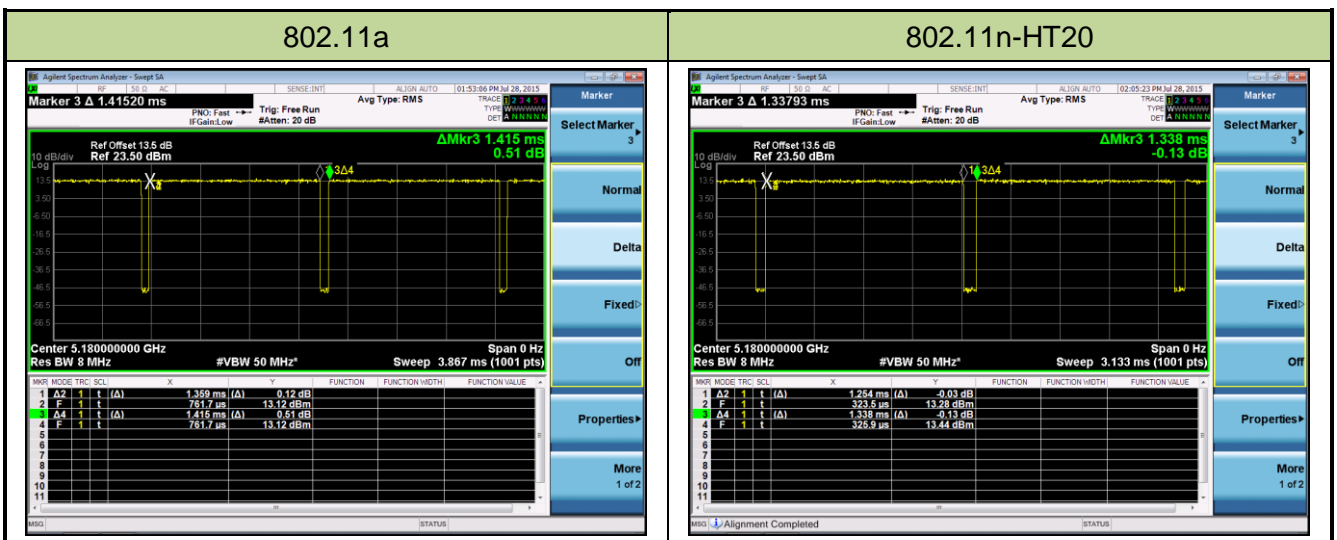 802.11a
Agilent Spectrum Analyzer - Swept SA
RF 50 Ω AC SENSE:INT ALIGN AUTO 01:53:06 PM Jul 28, 2015
Marker 3 Δ 1.41520 ms
PNO: Fast
IFGain:Low
Trig: Free Run
#Atten: 20 dB
Avg Type: RMS
TRACE 1 2 3 4 5 6
TYPE WWWWWW
DET A N N N N N
ΔMkr3 1.415 ms
0.51 dB
Ref Offset 13.5 dB
10 dB/div Ref 23.50 dBm
Log
13.5
3.50
-6.50
-16.5
-26.5
-36.5
-46.5
-56.5
-66.5
3Δ4
Center 5.180000000 GHz Span 0 Hz
Res BW 8 MHz #VBW 50 MHz* Sweep 3.867 ms (1001 pts)
MKR MODE TRC SCL X Y FUNCTION FUNCTION WIDTH FUNCTION VALUE
1 Δ2 1 t (Δ) 1.359 ms (Δ) 0.12 dB
2 F 1 t 761.7 µs 13.12 dBm
3 Δ4 1 t (Δ) 1.415 ms (Δ) 0.51 dB
4 F 1 t 761.7 µs 13.12 dBm
5
6
7
8
9
10
11
MSG STATUS
Marker
Select Marker
3
Normal
Delta
Fixed
Off
Properties
More
1 of 2
802.11n-HT20
Agilent Spectrum Analyzer - Swept SA
RF 50 Ω AC SENSE:INT ALIGN AUTO 02:05:23 PM Jul 28, 2015
Marker 3 Δ 1.33793 ms
PNO: Fast
IFGain:Low
Trig: Free Run
#Atten: 20 dB
Avg Type: RMS
TRACE 1 2 3 4 5 6
TYPE WWWWWW
DET A N N N N N
ΔMkr3 1.338 ms
-0.13 dB
Ref Offset 13.5 dB
10 dB/div Ref 23.50 dBm
Log
13.5
3.50
-6.50
-16.5
-26.5
-36.5
-46.5
-56.5
-66.5
3Δ4
Center 5.180000000 GHz Span 0 Hz
Res BW 8 MHz #VBW 50 MHz* Sweep 3.133 ms (1001 pts)
MKR MODE TRC SCL X Y FUNCTION FUNCTION WIDTH FUNCTION VALUE
1 Δ2 1 t (Δ) 1.254 ms (Δ) -0.03 dB
2 F 1 t 323.5 µs 13.28 dBm
3 Δ4 1 t (Δ) 1.338 ms (Δ) -0.13 dB
4 F 1 t 325.9 µs 13.44 dBm
5
6
7
8
9
10
11
MSG Alignment Completed STATUS
Marker
Select Marker
3
Normal
Delta
Fixed
Off
Properties
More
1 of 2